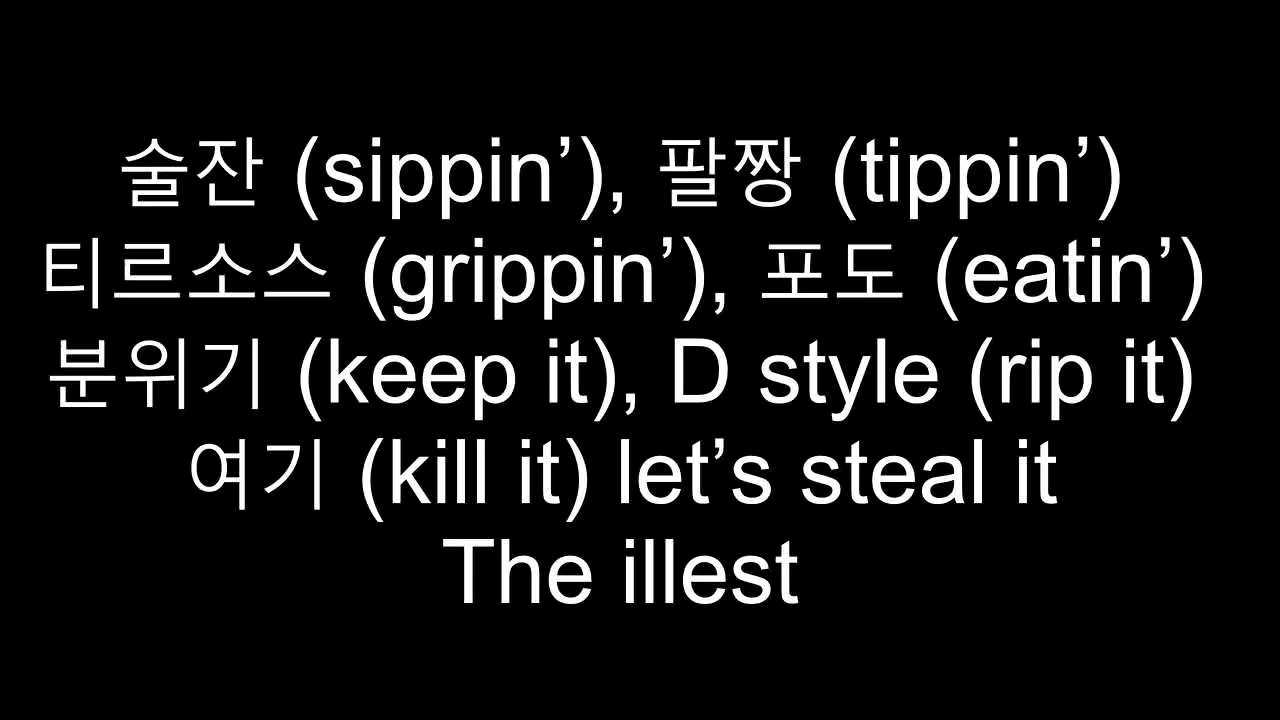 술잔 (sippin’), 팔짱 (tippin’)
티르소스 (grippin’), 포도 (eatin’)
분위기 (keep it), D style (rip it)
여기 (kill it) let’s steal it
The illest